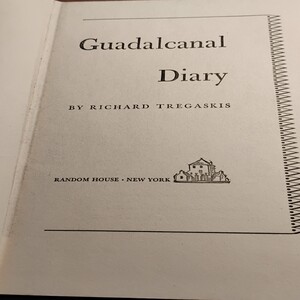 Guadalcanal
Diary
BY RICHARD TREGASKIS
RANDOM HOUSE · NEW YORK